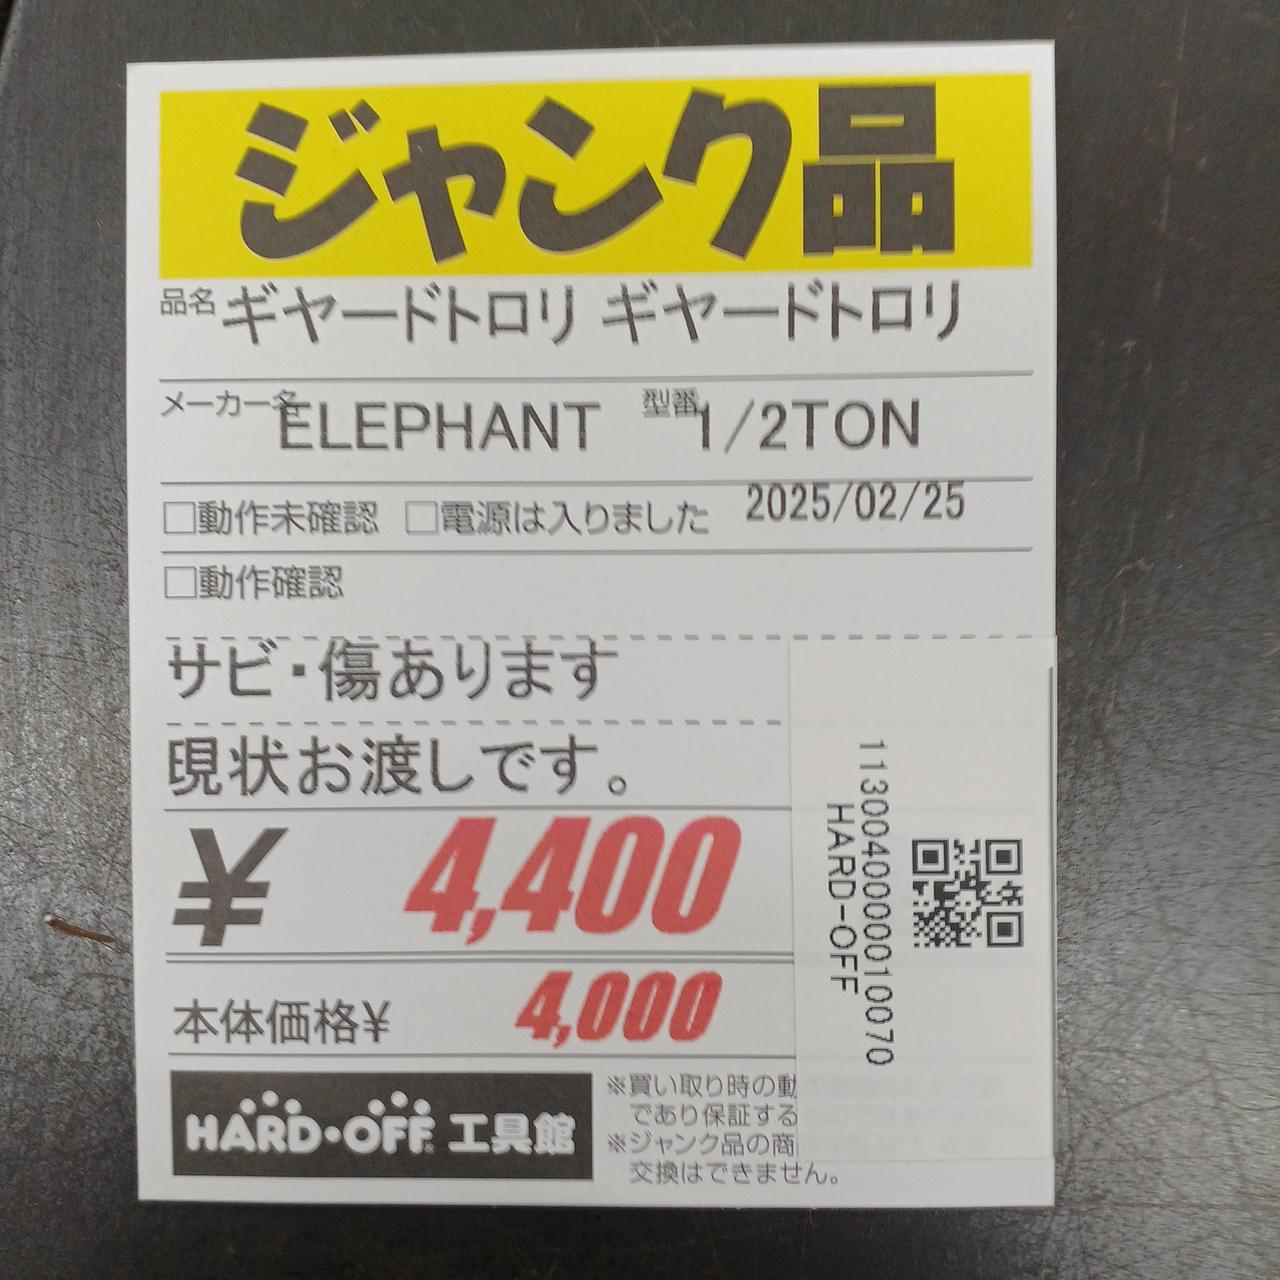 ジャンク品
品名 ギヤードトロリ ギヤードトロリ
メーカー名 ELEPHANT 型番 1/2TON
□動作未確認 □電源は入りました 2025/02/25
□動作確認
サビ・傷あります
現状お渡しです。
¥ 4,400
本体価格¥ 4,000
HARD・OFF 工具館
※買い取り時の動
であり保証する
※ジャンク品の商
交換はできません。
1130040000010070
HARD-OFF